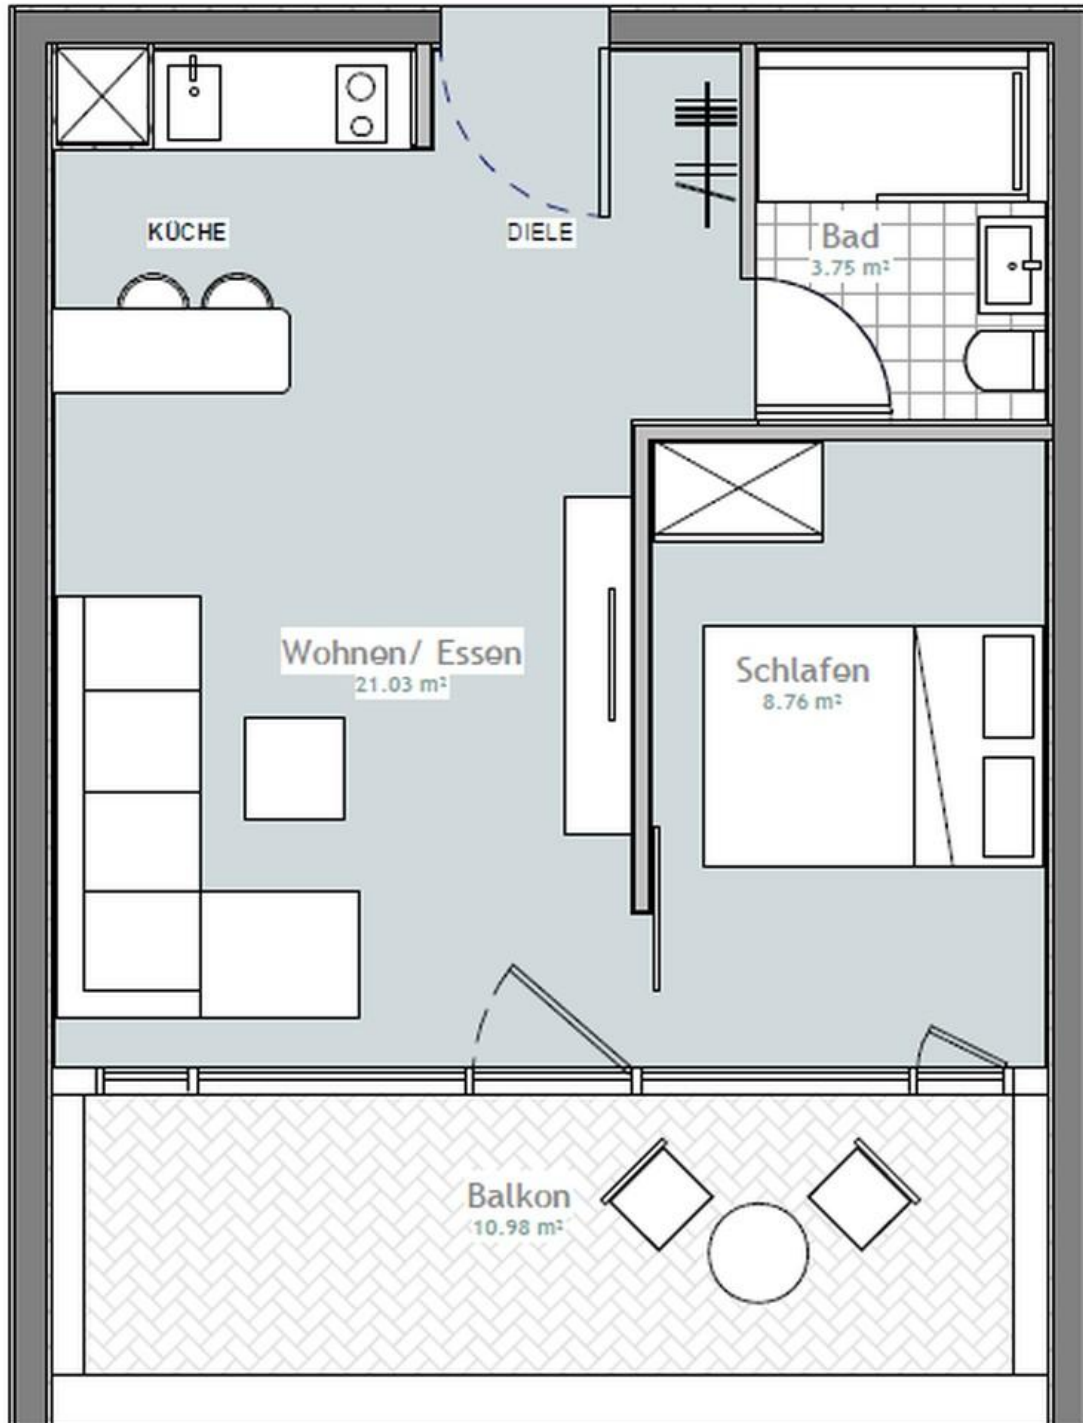 KÜCHE
DIELE
Bad
3.75 m²
Wohnen/ Essen
21.03 m²
Schlafen
8.76 m²
Balkon
10.98 m²